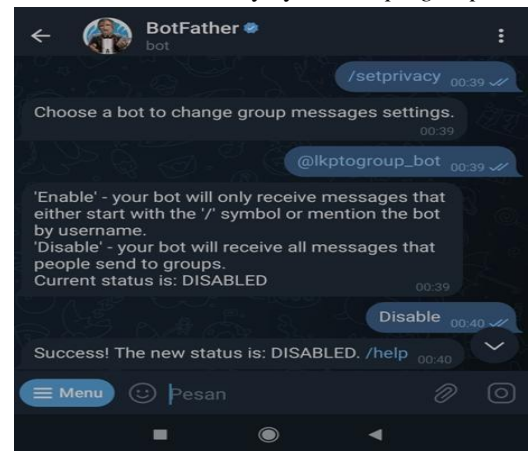 BotFather
bot
/setprivacy 00:39
Choose a bot to change group messages settings.
00:39
@lkptogroup_bot 00:39
'Enable' - your bot will only receive messages that
either start with the '/' symbol or mention the bot
by username.
'Disable' - your bot will receive all messages that
people send to groups.
Current status is: DISABLED 00:39
Disable 00:40
Success! The new status is: DISABLED. /help 00:40
Menu Pesan